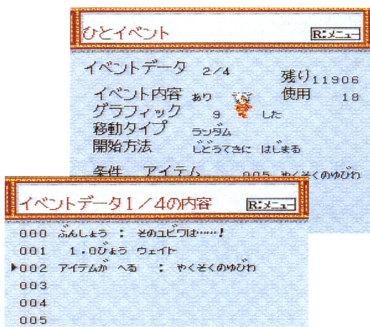 ひとイベント
R:メニュー
イベントデータ 2/4
残り11906
イベント内容 あり
使用 18
グラフィック 9 した
移動タイプ ランダム
開始方法 じどうてきに はじまる
条件 アイテム 005 やくそくのゆびわ
イベントデータ1/4の内容
R:メニュー
000 ぶんしょう : そのユビワは……!
001 1.0びょう ウェイト
▶002 アイテムが へる : やくそくのゆびわ
003
004
005